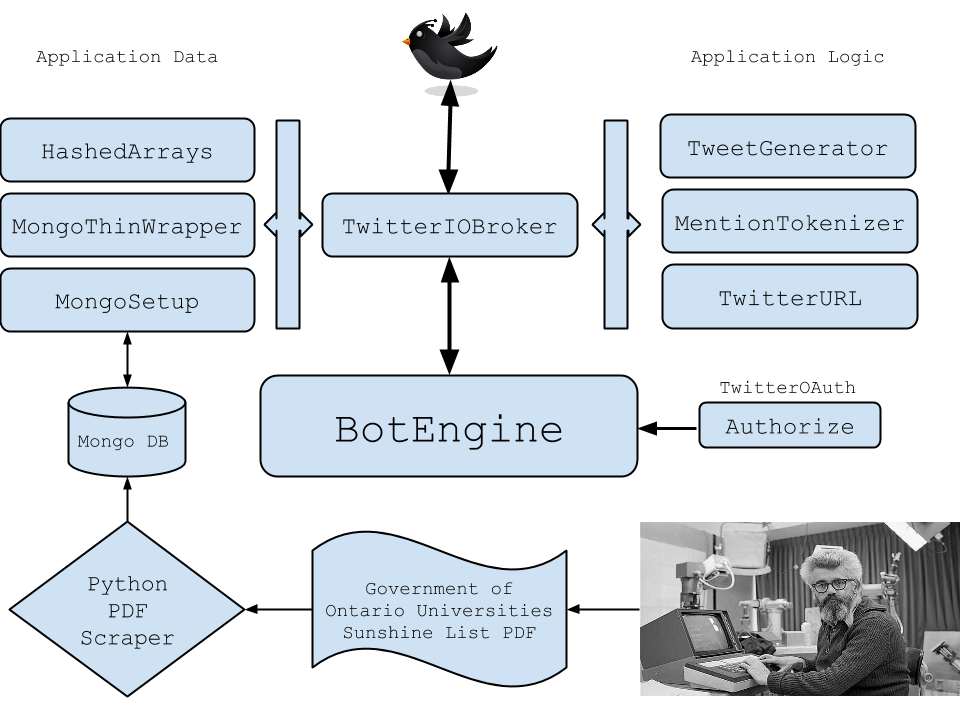 Application Data
Application Logic
HashedArrays
MongoThinWrapper
MongoSetup
TwitterIOBroker
TweetGenerator
MentionTokenizer
TwitterURL
TwitterOAuth
Authorize
BotEngine
Mongo DB
Python
PDF
Scraper
Government of
Ontario Universities
Sunshine List PDF